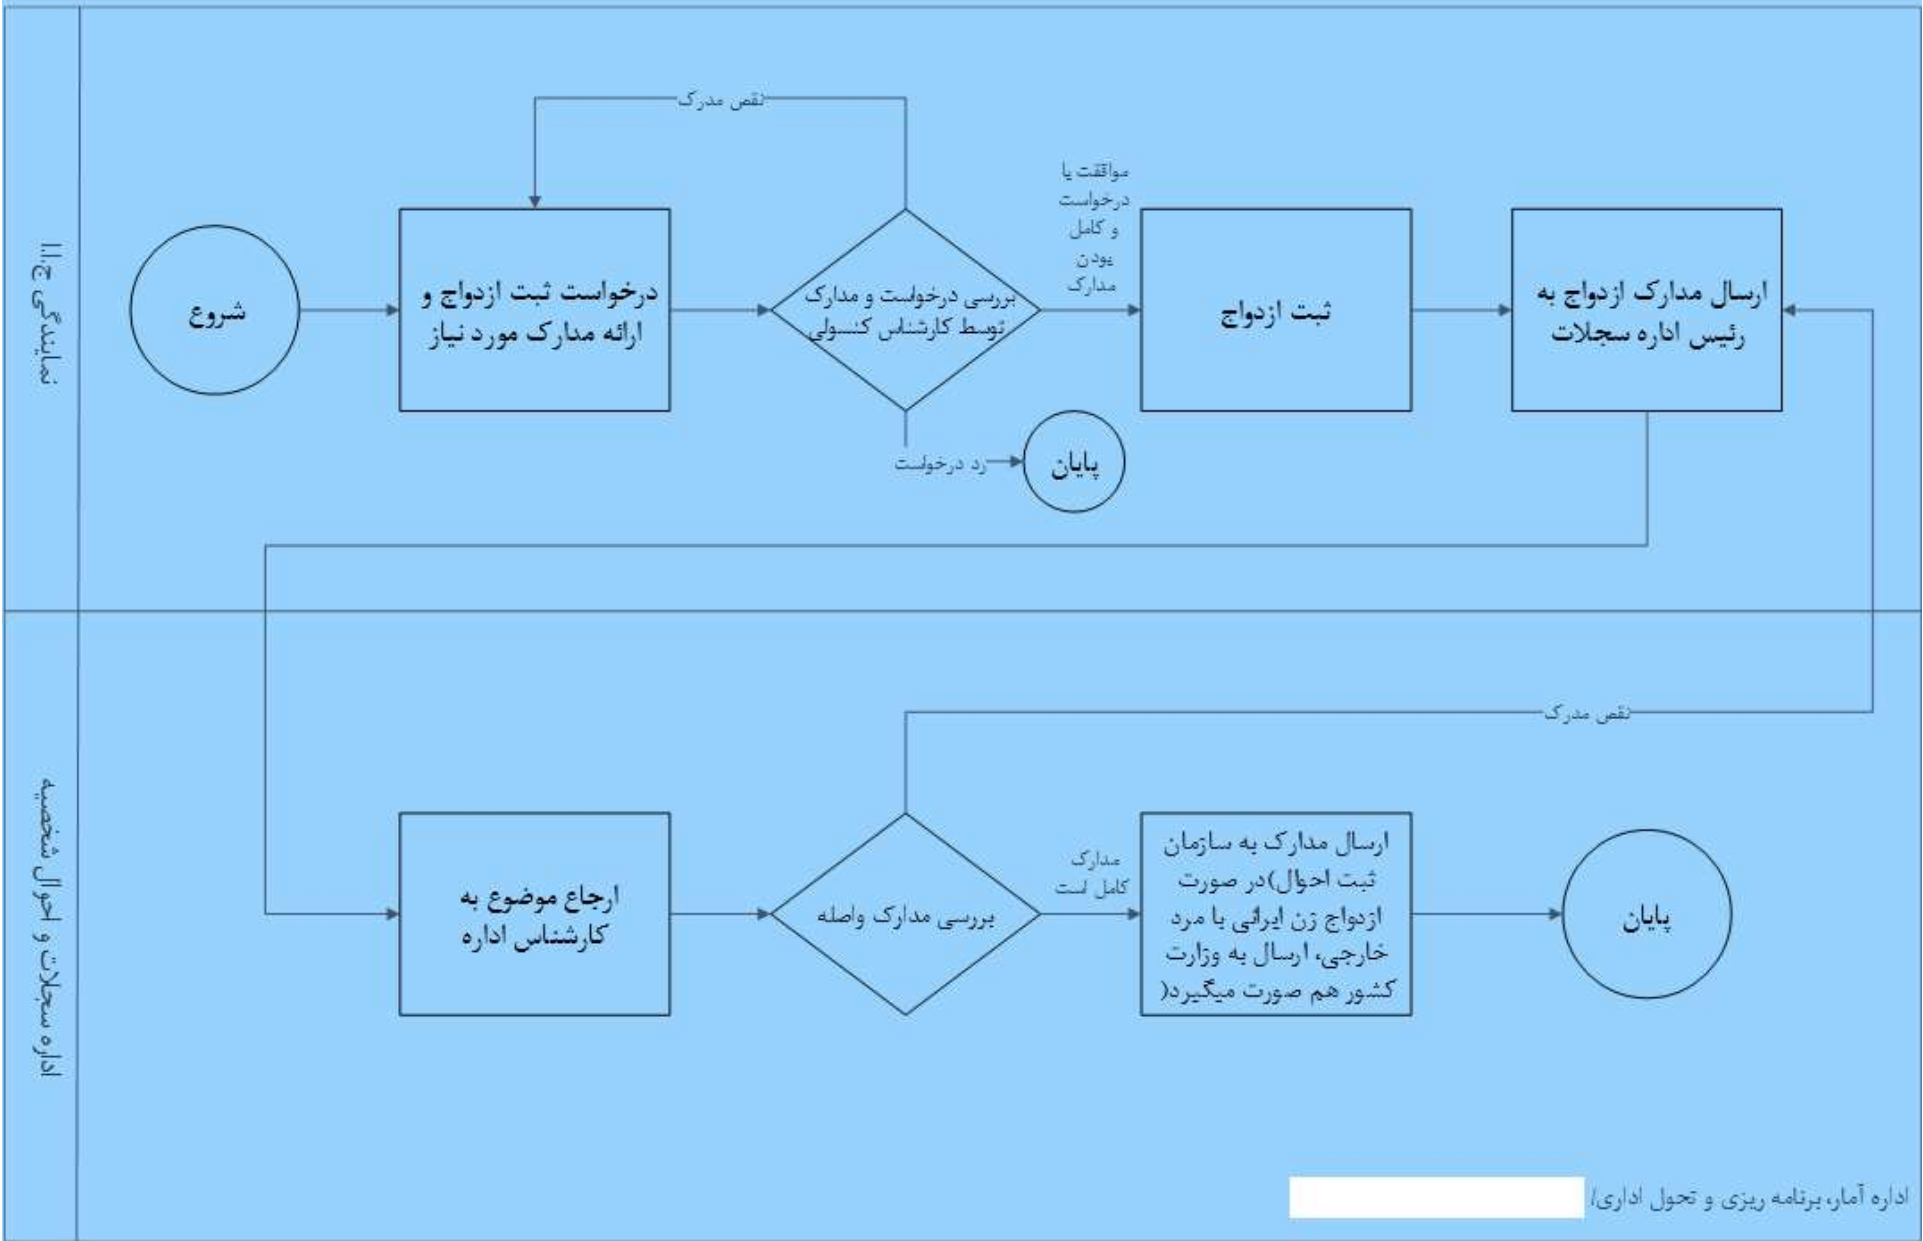 نقص مدرک
مواققت یا
درخواست
و کامل
یودن
مدارک
نمایندگی ج.ا.ا
شروع
درخواست ثبت ازدواج و
ارائه مدارک مورد نیاز
بررسی درخواست و مدارک
توسط کارشناس کنسولی
ثبت ازدواج
ارسال مدارک ازدواج به
رئیس اداره سجلات
رد درخواست
پایان
نقص مدرک
اداره سجلات و احوال شخصیه
ارجاع موضوع به
کارشناس اداره
بررسی مدارک واصله
مدارک
کامل است
ارسال مدارک به سازمان
ثبت احوال)در صورت
ازدواج زن ایرانی با مرد
خارجی، ارسال به وزارت
کشور هم صورت میگیرد(
پایان
اداره آمار، برنامه ریزی و تحول اداری/